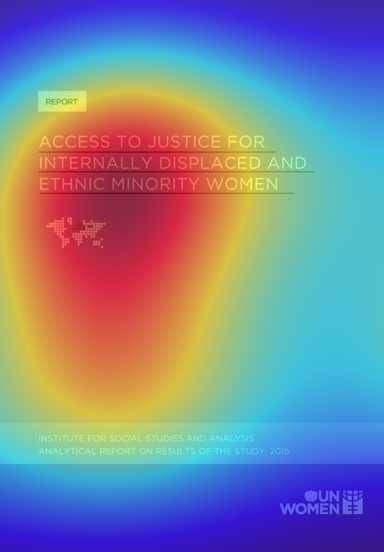 REPORT
ACCESS TO JUSTICE FOR
INTERNALLY DISPLACED AND
ETHNIC MINORITY WOMEN
INSTITUTE FOR SOCIAL STUDIES AND ANALYSIS
ANALYTICAL REPORT ON RESULTS OF THE STUDY, 2015
UN
WOMEN